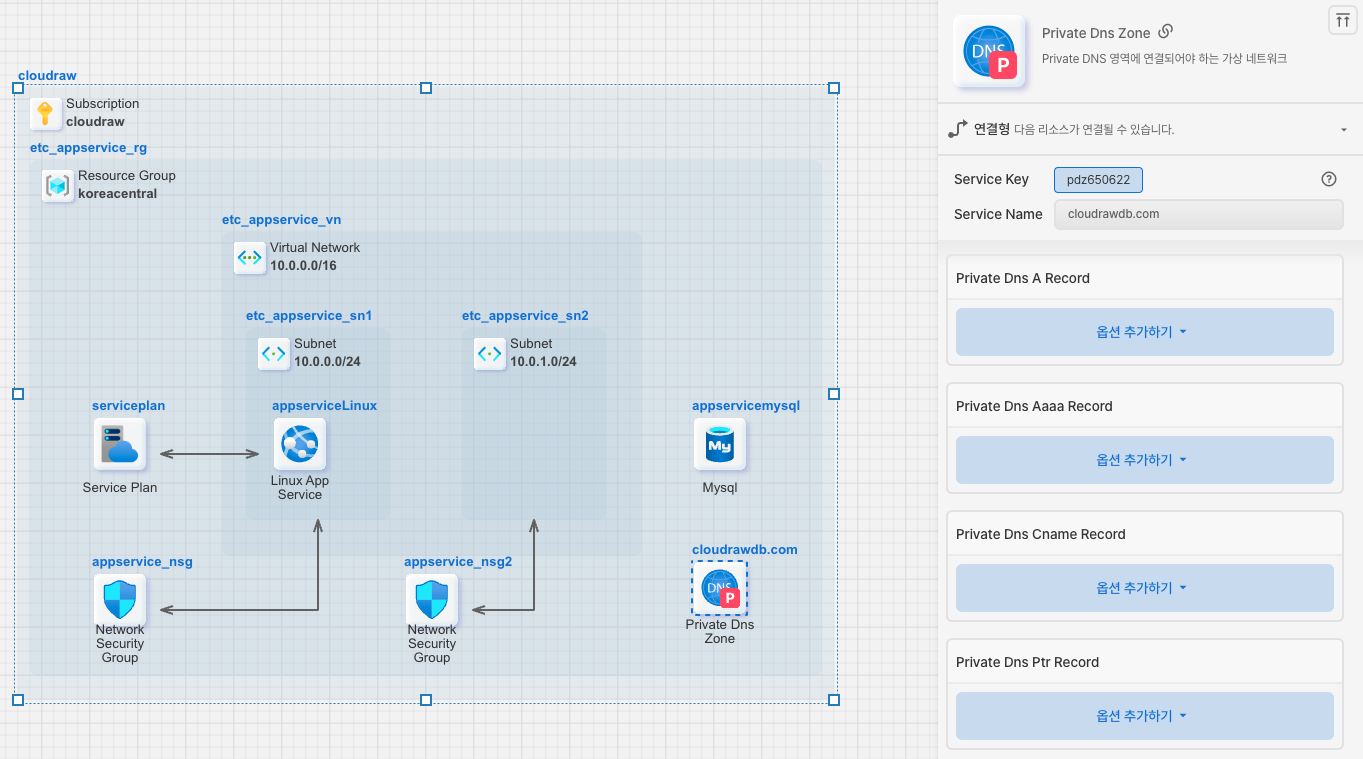 cloudraw
Subscription
cloudraw
etc_appservice_rg
Resource Group
koreacentral
etc_appservice_vn
Virtual Network
10.0.0.0/16
etc_appservice_sn1
Subnet
10.0.0.0/24
etc_appservice_sn2
Subnet
10.0.1.0/24
serviceplan
Service Plan
appserviceLinux
Linux App
Service
appservicemysql
My
Mysql
appservice_nsg
Network
Security
Group
appservice_nsg2
Network
Security
Group
cloudrawdb.com
DNS
P
Private Dns
Zone
DNS
P
Private Dns Zone
Private DNS 영역에 연결되어야 하는 가상 네트워크
연결형 다음 리소스가 연결될 수 있습니다.
Service Key
pdz650622
?
Service Name
cloudrawdb.com
Private Dns A Record
옵션 추가하기
Private Dns Aaaa Record
옵션 추가하기
Private Dns Cname Record
옵션 추가하기
Private Dns Ptr Record
옵션 추가하기